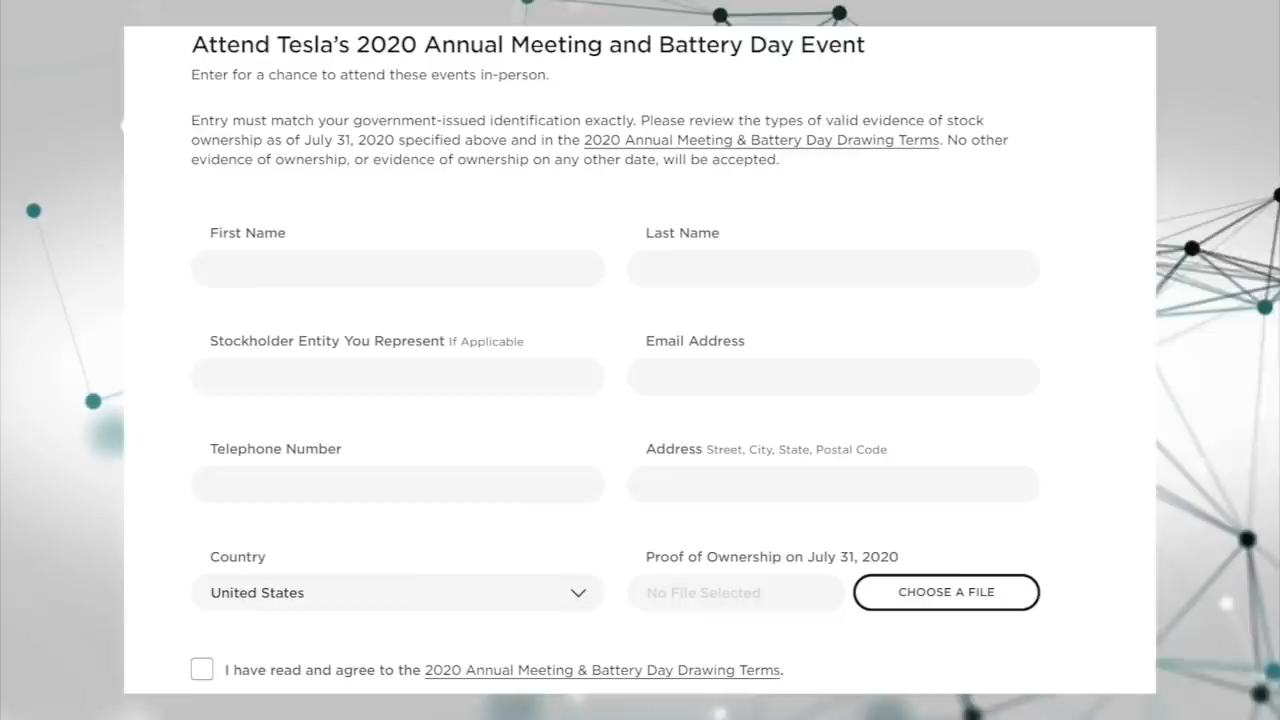 Attend Tesla’s 2020 Annual Meeting and Battery Day Event
Enter for a chance to attend these events in-person.
Entry must match your government-issued identification exactly. Please review the types of valid evidence of stock
ownership as of July 31, 2020 specified above and in the 2020 Annual Meeting & Battery Day Drawing Terms. No other
evidence of ownership, or evidence of ownership on any other date, will be accepted.
First Name
Last Name
Stockholder Entity You Represent If Applicable
Email Address
Telephone Number
Address Street, City, State, Postal Code
Country
Proof of Ownership on July 31, 2020
United States
No File Selected
CHOOSE A FILE
I have read and agree to the 2020 Annual Meeting & Battery Day Drawing Terms.